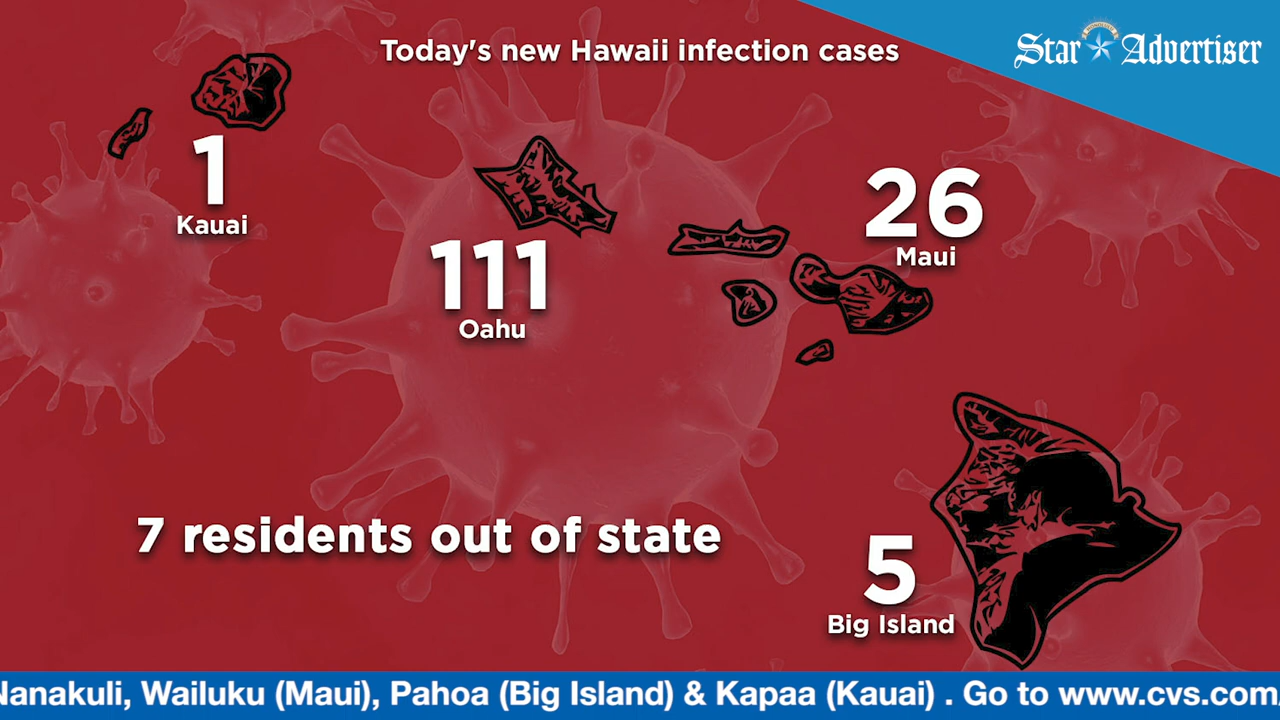 Today's new Hawaii infection cases
Star Advertiser
1
Kauai
111
Oahu
26
Maui
7 residents out of state
5
Big Island
Nanakuli, Wailuku (Maui), Pahoa (Big Island) & Kapaa (Kauai) . Go to www.cvs.com,